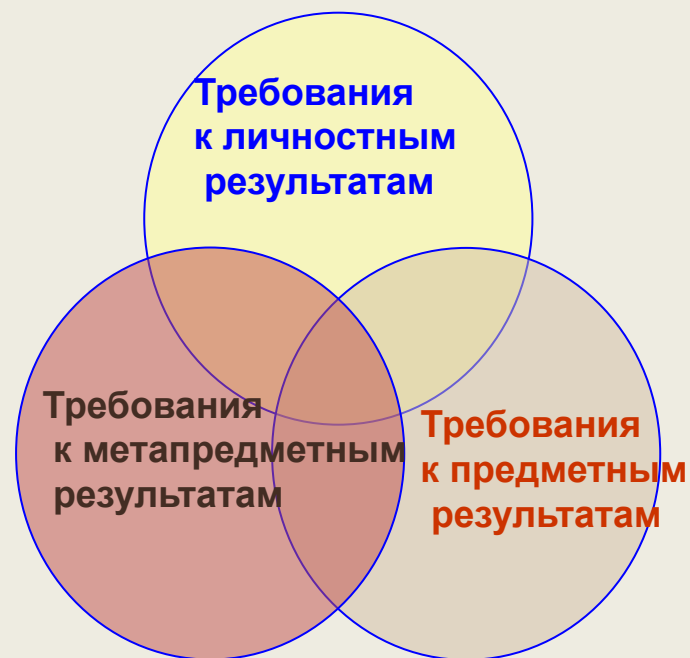 Требования
к личностным
результатам
Требования
к метапредметным
результатам
Требования
к предметным
результатам